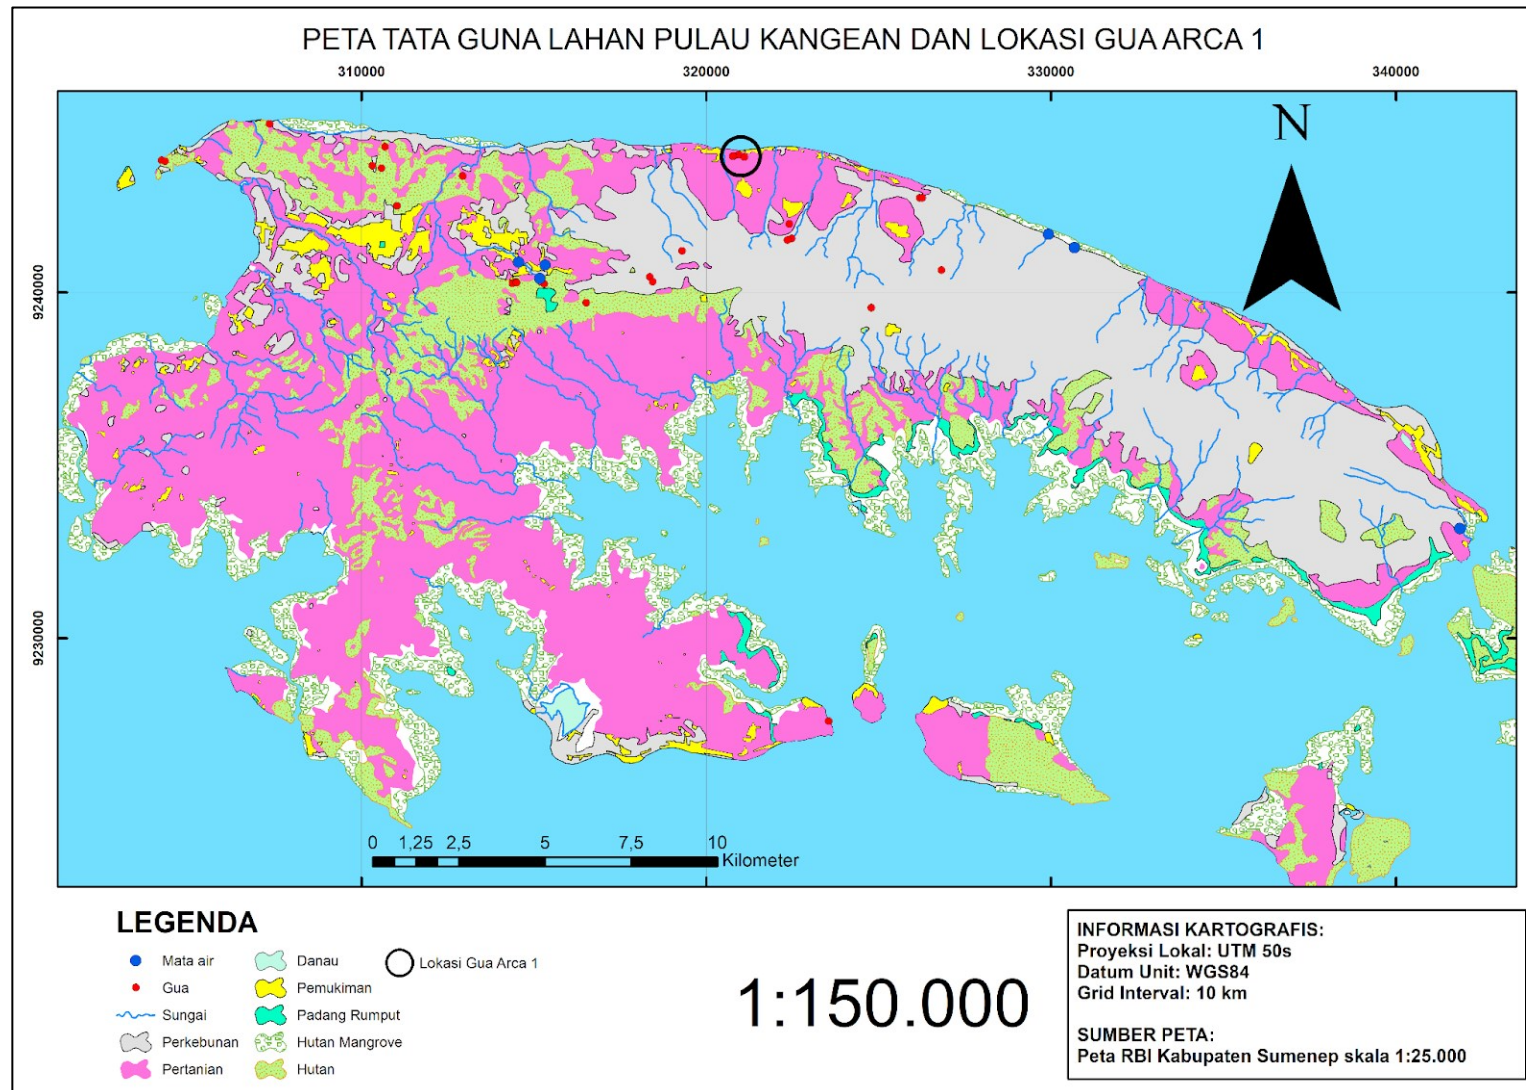 PETA TATA GUNA LAHAN PULAU KANGEAN DAN LOKASI GUA ARCA 1
310000
320000
330000
340000
N
9240000
9230000
0 1,25 2,5 5 7,5 10
Kilometer
LEGENDA
Mata air
Gua
Sungai
Perkebunan
Pertanian
Danau
Pemukiman
Padang Rumput
Hutan Mangrove
Hutan
Lokasi Gua Arca 1
1:150.000
INFORMASI KARTOGRAFIS:
Proyeksi Lokal: UTM 50s
Datum Unit: WGS84
Grid Interval: 10 km
SUMBER PETA:
Peta RBI Kabupaten Sumenep skala 1:25.000